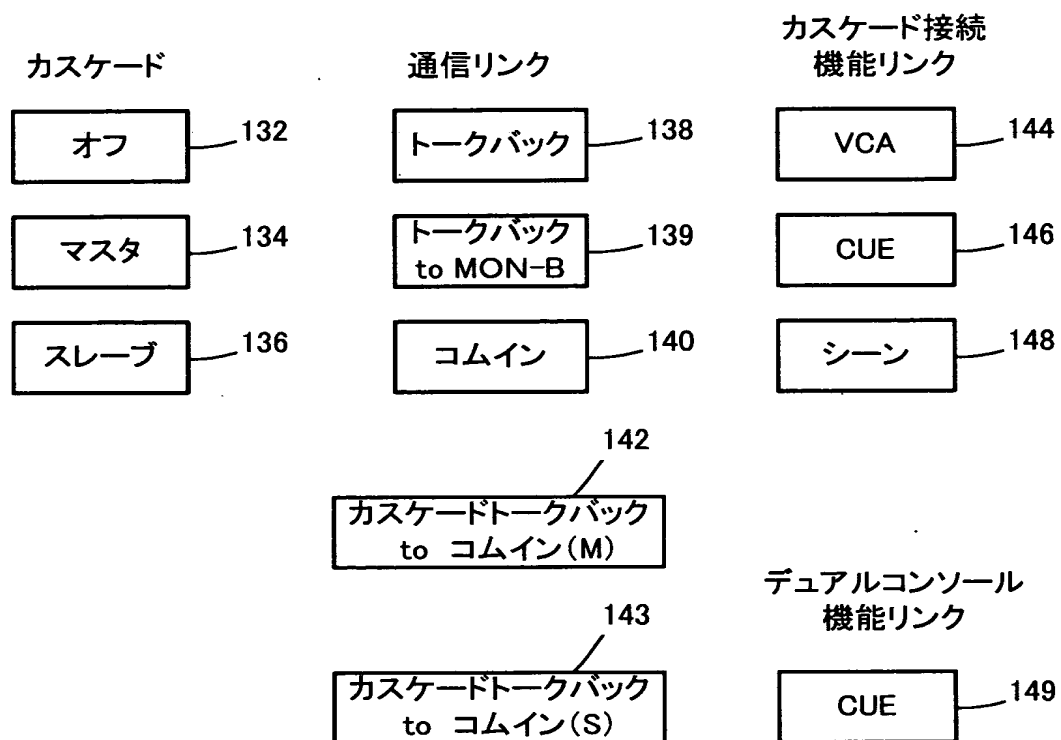 カスケード
オフ
132
マスタ
134
スレーブ
136
通信リンク
トークバック
138
トークバック
to MON-B
139
コムイン
140
142
カスケードトークバック
to コムイン(M)
143
カスケードトークバック
to コムイン(S)
カスケード接続
機能リンク
VCA
144
CUE
146
シーン
148
デュアルコンソール
機能リンク
CUE
149